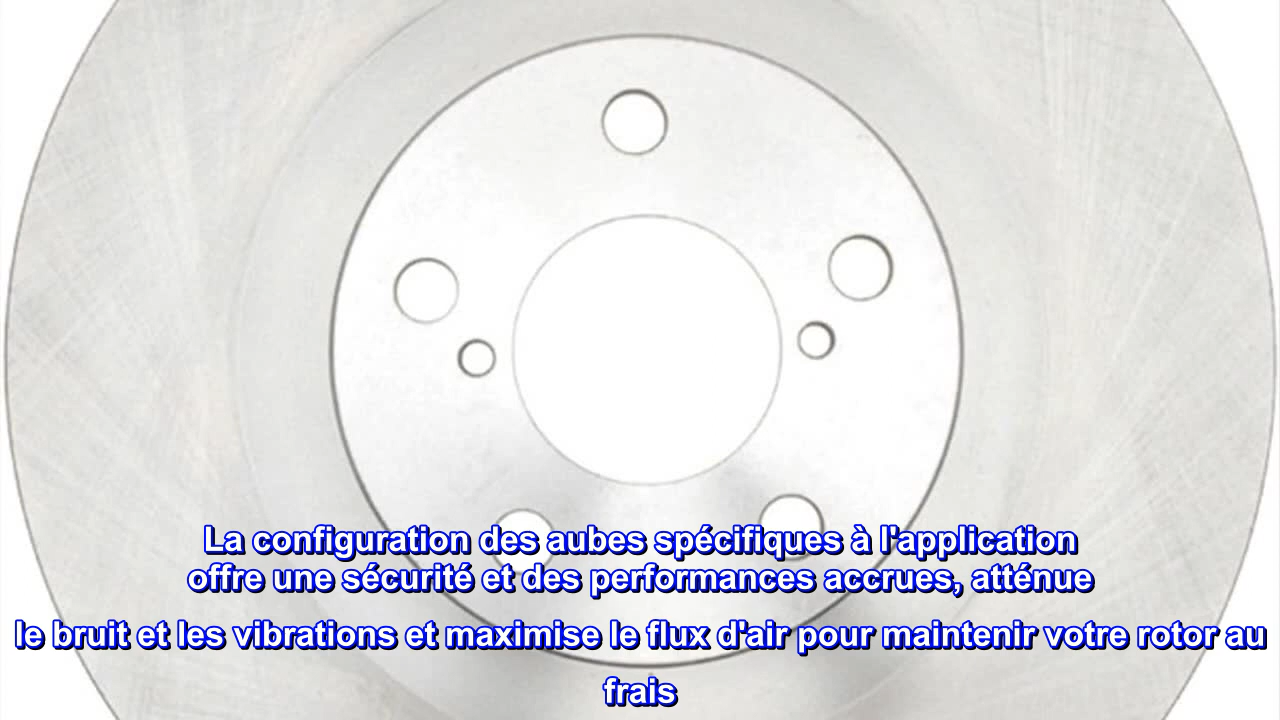 La configuration des aubes spécifiques à l'application
offre une sécurité et des performances accrues, atténue
le bruit et les vibrations et maximise le flux d'air pour maintenir votre rotor au
frais